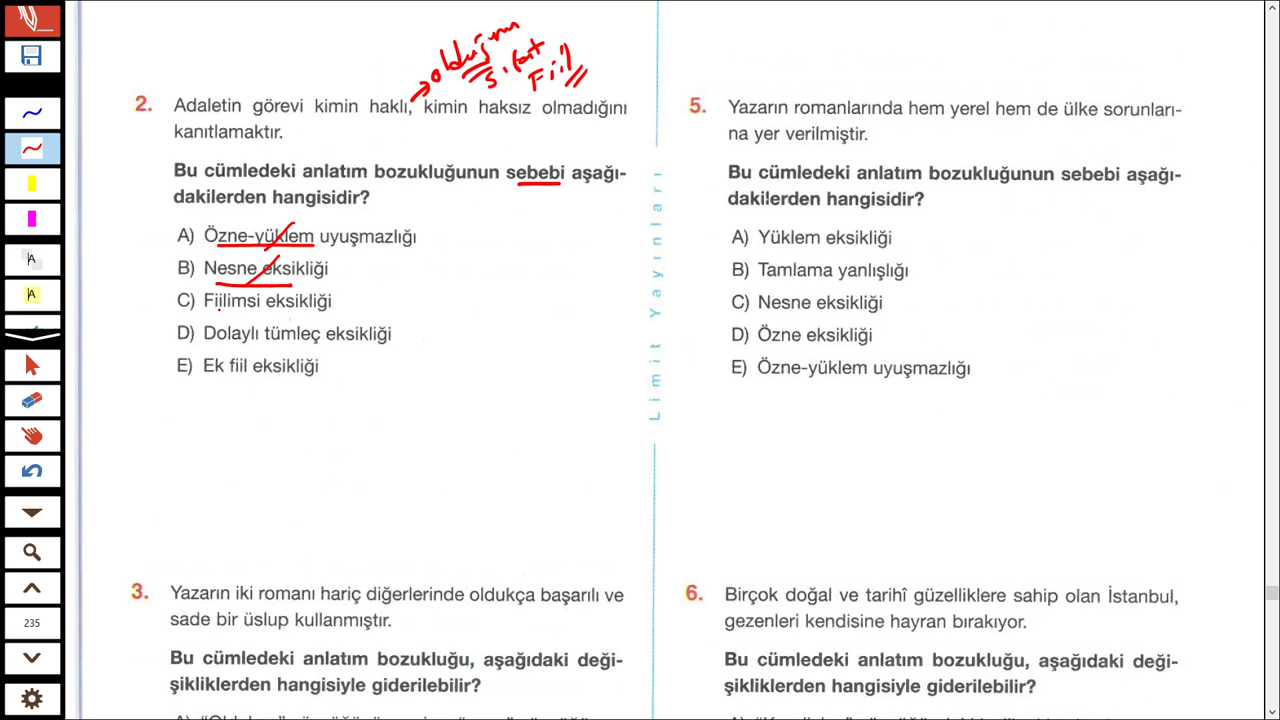 olduğunu
s. fat
Fiil
2. Adaletin görevi kimin haklı, kimin haksız olmadığını
kanıtlamaktır.
Bu cümledeki anlatım bozukluğunun sebebi aşağı-
dakilerden hangisidir?
A) Özne-yüklem uyuşmazlığı
B) Nesne eksikliği
C) Fiilimsi eksikliği
D) Dolaylı tümleç eksikliği
E) Ek fiil eksikliği
3. Yazarın iki romanı hariç diğerlerinde oldukça başarılı ve
sade bir üslup kullanmıştır.
Bu cümledeki anlatım bozukluğu, aşağıdaki deği-
şikliklerden hangisiyle giderilebilir?
Limit Yayınları
5. Yazarın romanlarında hem yerel hem de ülke sorunları-
na yer verilmiştir.
Bu cümledeki anlatım bozukluğunun sebebi aşağı-
dakilerden hangisidir?
A) Yüklem eksikliği
B) Tamlama yanlışlığı
C) Nesne eksikliği
D) Özne eksikliği
E) Özne-yüklem uyuşmazlığı
6. Birçok doğal ve tarihî güzelliklere sahip olan İstanbul,
gezenleri kendisine hayran bırakıyor.
Bu cümledeki anlatım bozukluğu, aşağıdaki deği-
şikliklerden hangisiyle giderilebilir?
A
A
235